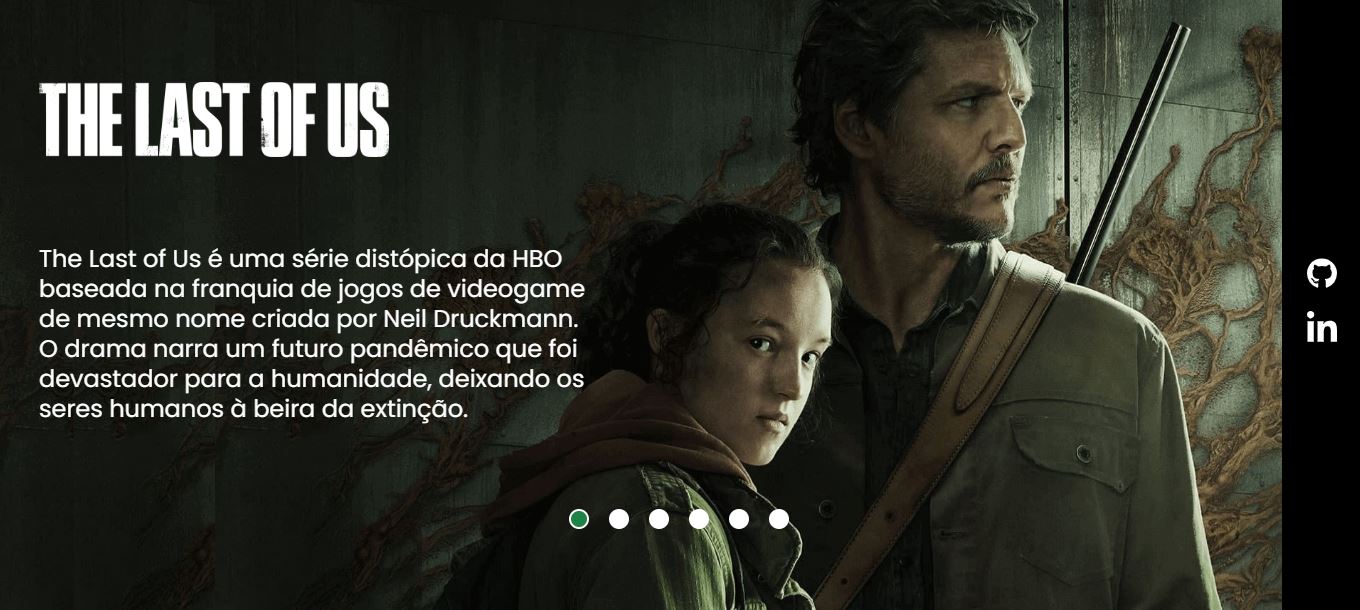 THE LAST OF US
The Last of Us é uma série distópica da HBO
baseada na franquia de jogos de videogame
de mesmo nome criada por Neil Druckmann.
O drama narra um futuro pandêmico que foi
devastador para a humanidade, deixando os
seres humanos à beira da extinção.
in